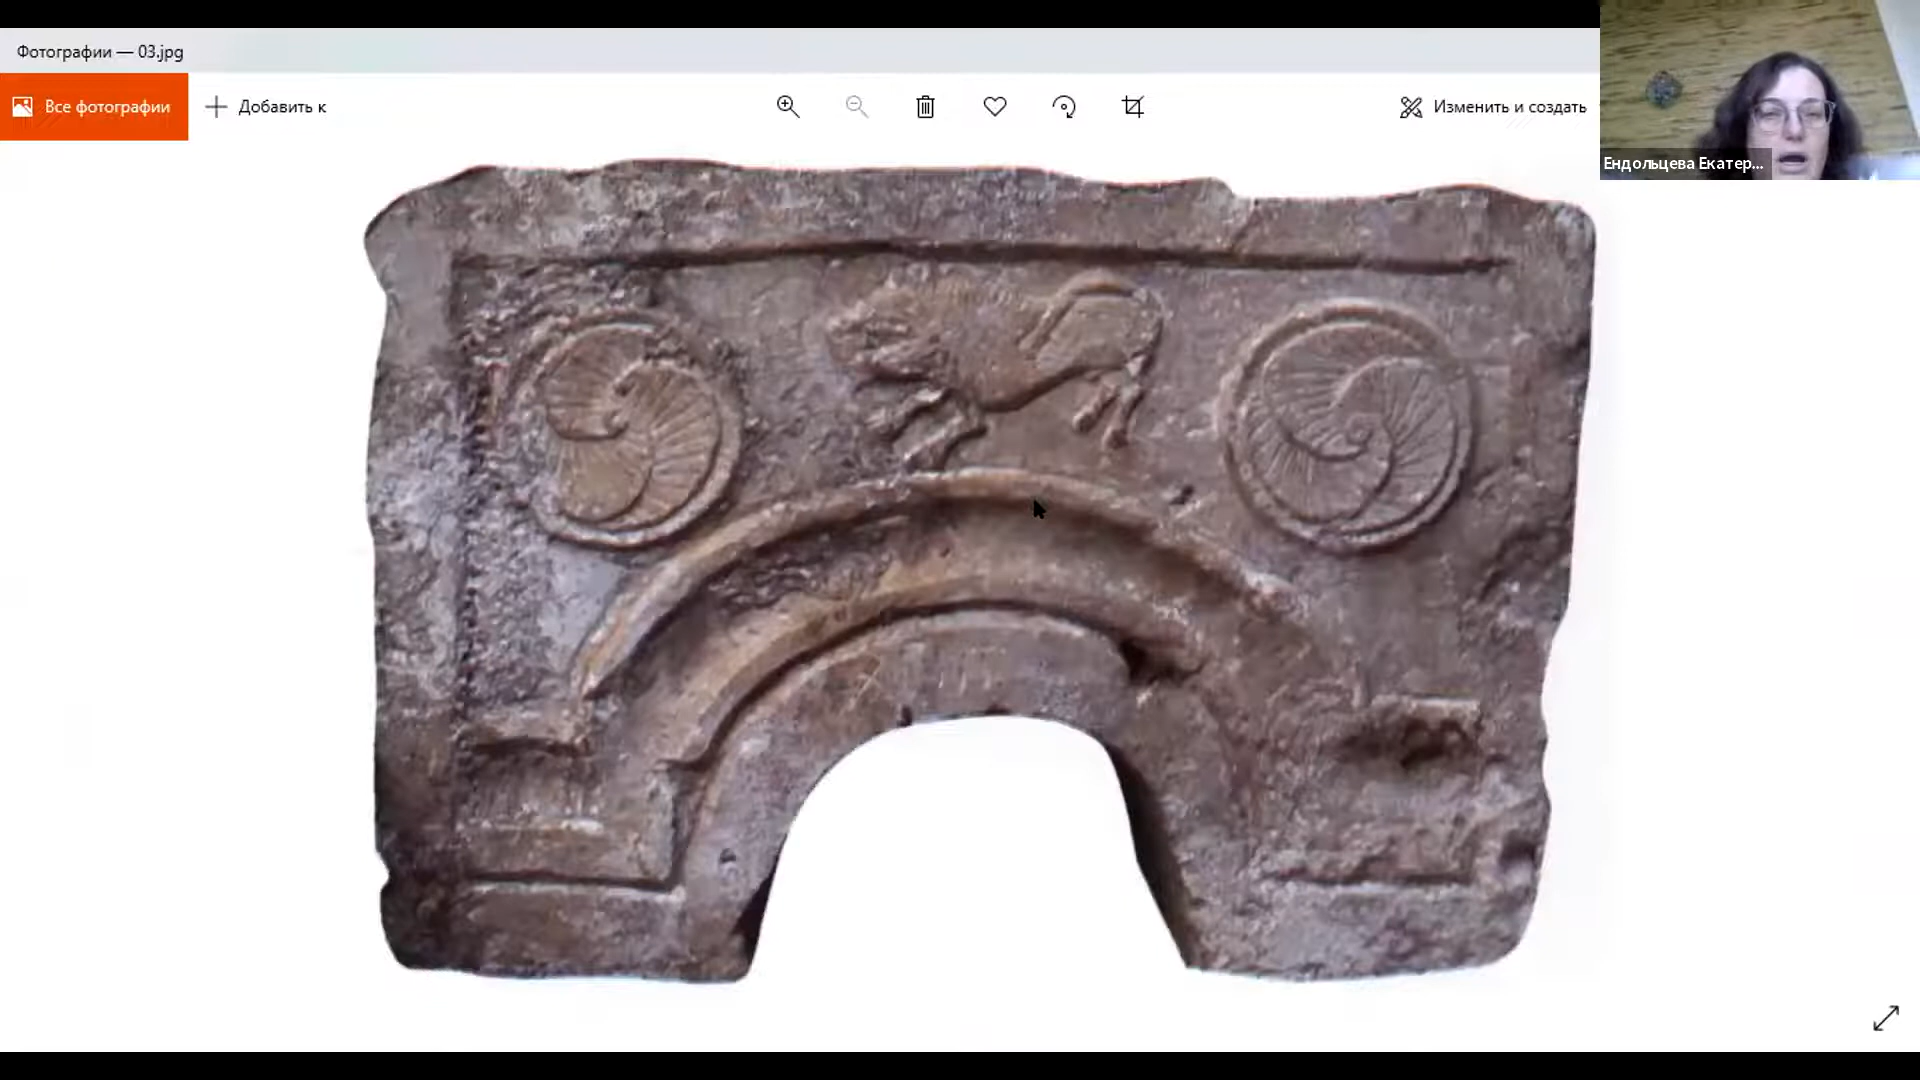 Фотографии — 03.jpg
Все фотографии
Добавить к
Изменить и создать
Ендольцева Екатер...